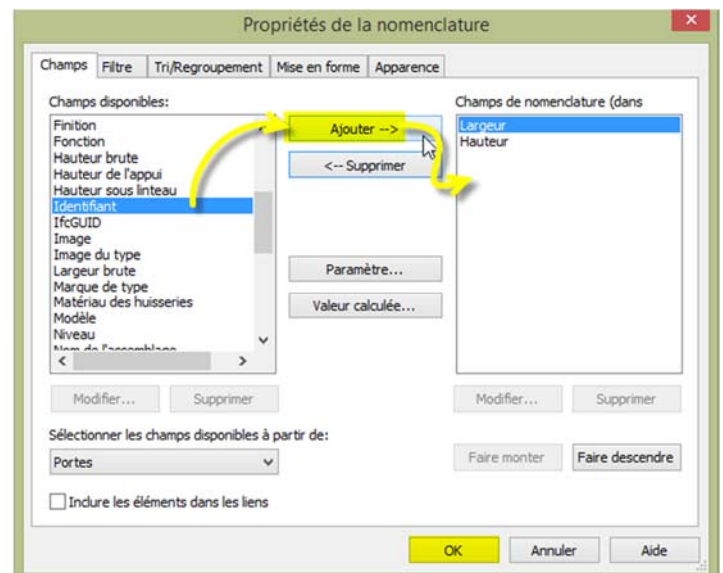 Propriétés de la nomenclature
Champs Filtre Tri/Regroupement Mise en forme Apparence
Champs disponibles:
Finition
Fonction
Hauteur brute
Hauteur de l'appui
Hauteur sous linteau
Identifiant
IfcGUID
Image
Image du type
Largeur brute
Marque de type
Matériau des huisseries
Modèle
Niveau
Nom de l'assemblage
Ajouter -->
<-- Supprimer
Paramètre...
Valeur calculée...
Champs de nomenclature (dans
Largeur
Hauteur
Modifier... Supprimer
Modifier... Supprimer
Sélectionner les champs disponibles à partir de:
Portes
Faire monter Faire descendre
Inclure les éléments dans les liens
OK Annuler Aide